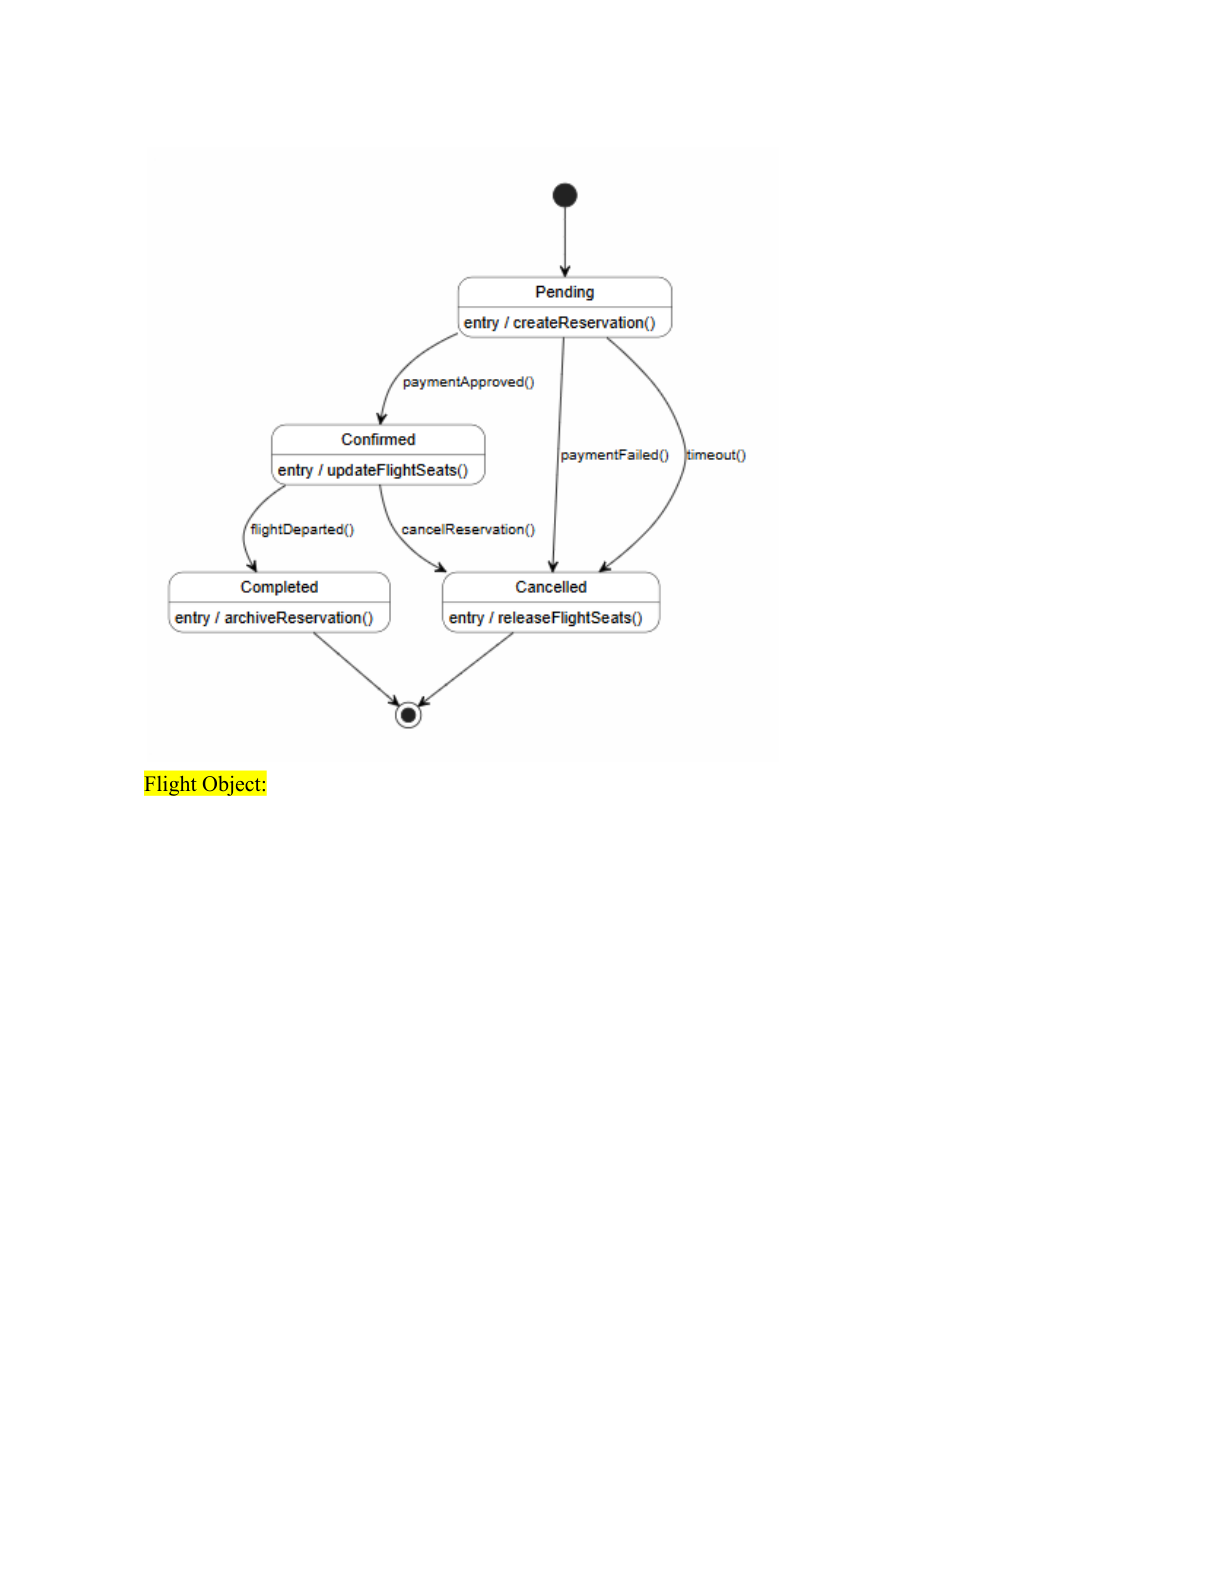 Pending
entry / createReservation()
paymentApproved()
Confirmed
entry / updateFlightSeats()
paymentFailed()
timeout()
flightDeparted()
cancelReservation()
Completed
entry / archiveReservation()
Cancelled
entry / releaseFlightSeats()
Flight Object: